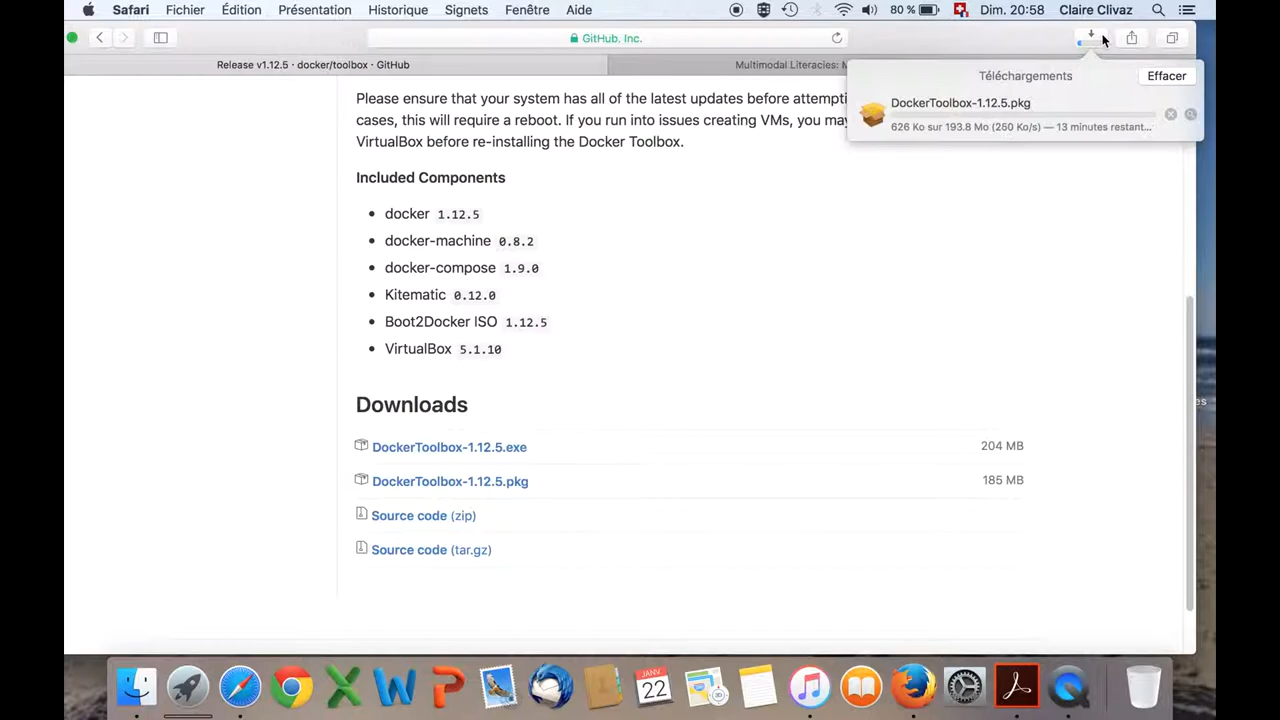 Safari Fichier Édition Présentation Historique Signets Fenêtre Aide 80 % Dim. 20:58 Claire Clivaz
GitHub, Inc.
Release v1.12.5 · docker/toolbox · GitHub
Multimodal Literacies:
Téléchargements Effacer
DockerToolbox-1.12.5.pkg
626 Ko sur 193.8 Mo (250 Ko/s) — 13 minutes restant…
Please ensure that your system has all of the latest updates before
cases, this will require a reboot. If you run into issues creating VMs, you may
VirtualBox before re-installing the Docker Toolbox.
Included Components
docker 1.12.5
docker-machine 0.8.2
docker-compose 1.9.0
Kitematic 0.12.0
Boot2Docker ISO 1.12.5
VirtualBox 5.1.10
Downloads
DockerToolbox-1.12.5.exe 204 MB
DockerToolbox-1.12.5.pkg 185 MB
Source code (zip)
Source code (tar.gz)
JANV
22